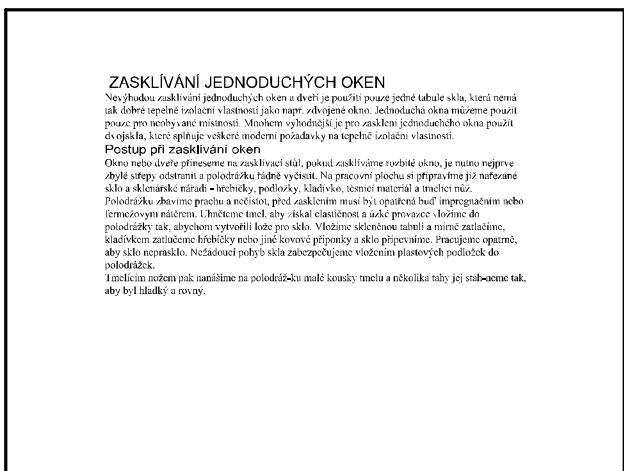 ZASKLÍVÁNÍ JEDNODUCHÝCH OKEN
Nevýhodou zasklívání jednoduchých oken a dveří je použití pouze jedné tabule skla, která nemá
tak dobré tepelně izolační vlastnosti jako např. zdvojené okno. Jednoduchá okna můžeme použít
pouze pro neobývané místnosti. Mnohem výhodnější je pro zasklení jednoduchého okna použít
dvojskla, které splňuje veškeré moderní požadavky na tepelně izolační vlastnosti.
Postup při zasklívání oken
Okno nebo dveře přineseme na zasklívací stůl, pokud zasklíváme rozbité okno, je nutno nejprve
zbylé střepy odstranit a polodrážku řádně vyčistit. Na pracovní plochu si připravíme již nařezané
sklo a sklenářské nářadí - hřebíčky, podložky, kladívko, těsnící materiál a tmelící nůž.
Polodrážku zbavíme prachu a nečistot, před zasklením musí být opatřená buď impregnačním nebo
fermežovým nátěrem. Uhněteme tmel, aby získal elastičnost a úzké provazce vložíme do
polodrážky tak, abychom vytvořili lože pro sklo. Vložíme skleněnou tabuli a mírně zatlačíme,
kladívkem zatlučeme hřebíčky nebo jiné kovové příponky a sklo připevníme. Pracujeme opatrně,
aby sklo neprasklo. Nežádoucí pohyb skla zabezpečujeme vložením plastových podložek do
polodrážek.
Tmelícím nožem pak nanášíme na polodráž-ku malé kousky tmelu a několika tahy jej stáh-neme tak,
aby byl hladký a rovný.